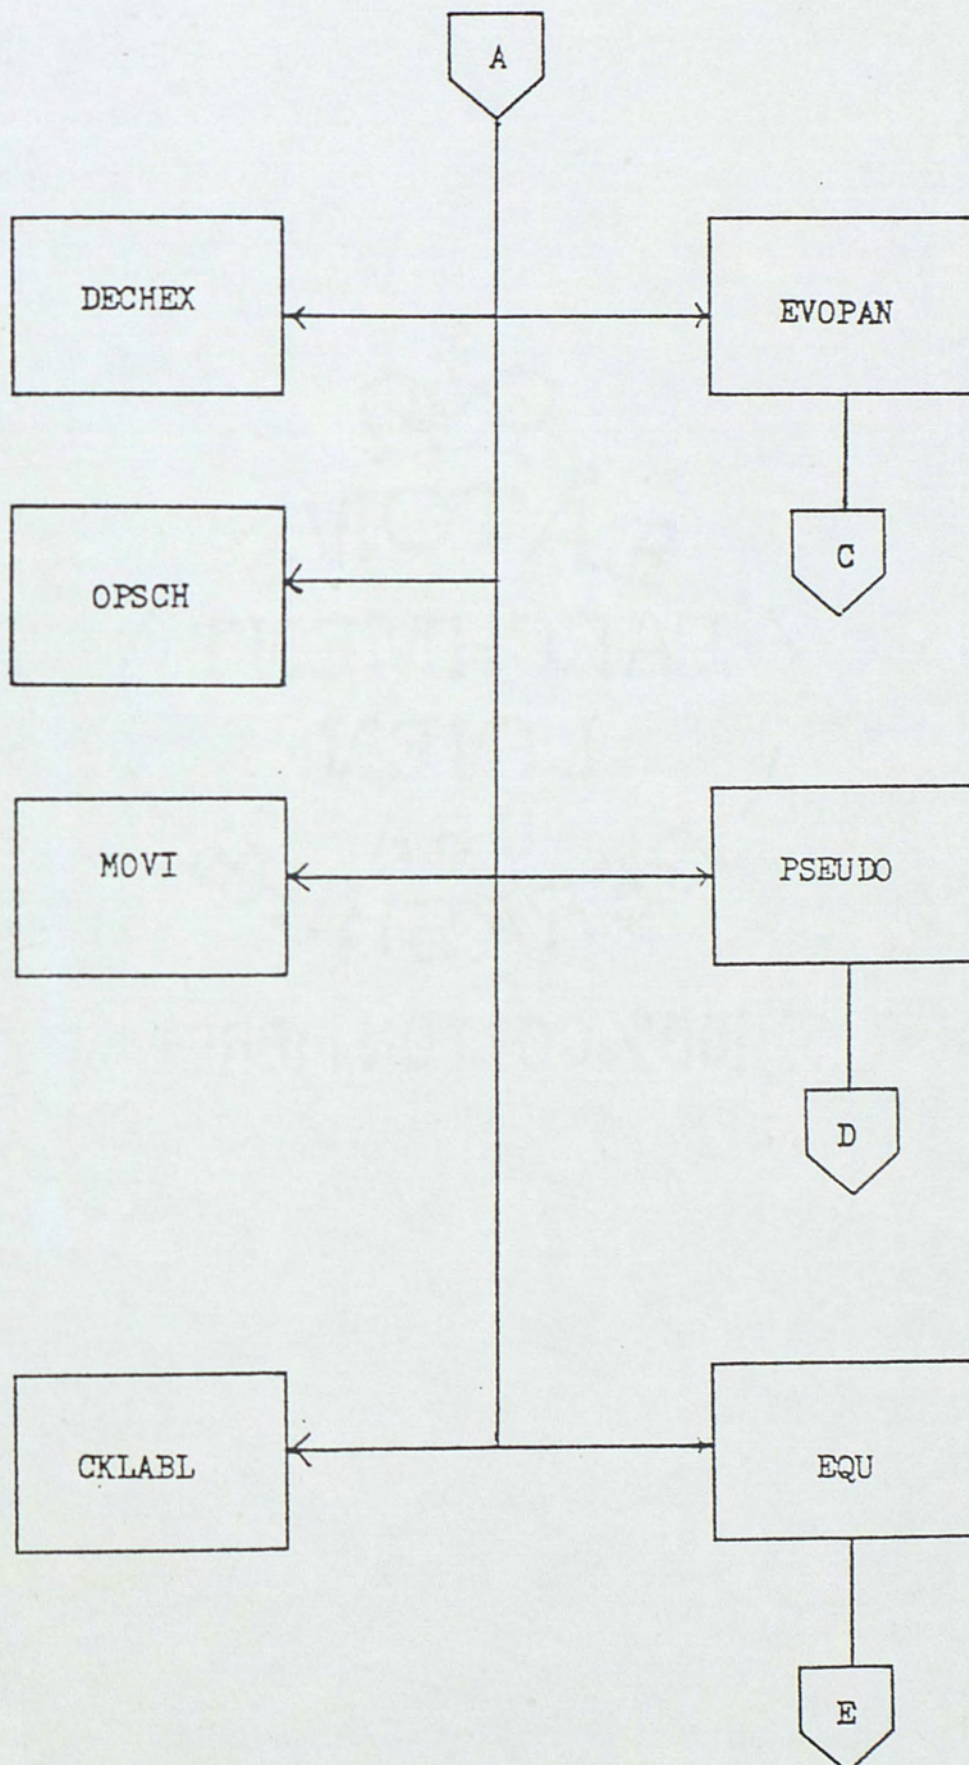 A
DECHEX
EVOPAN
C
OPSCH
MOVI
PSEUDO
D
CKLABL
EQU
E